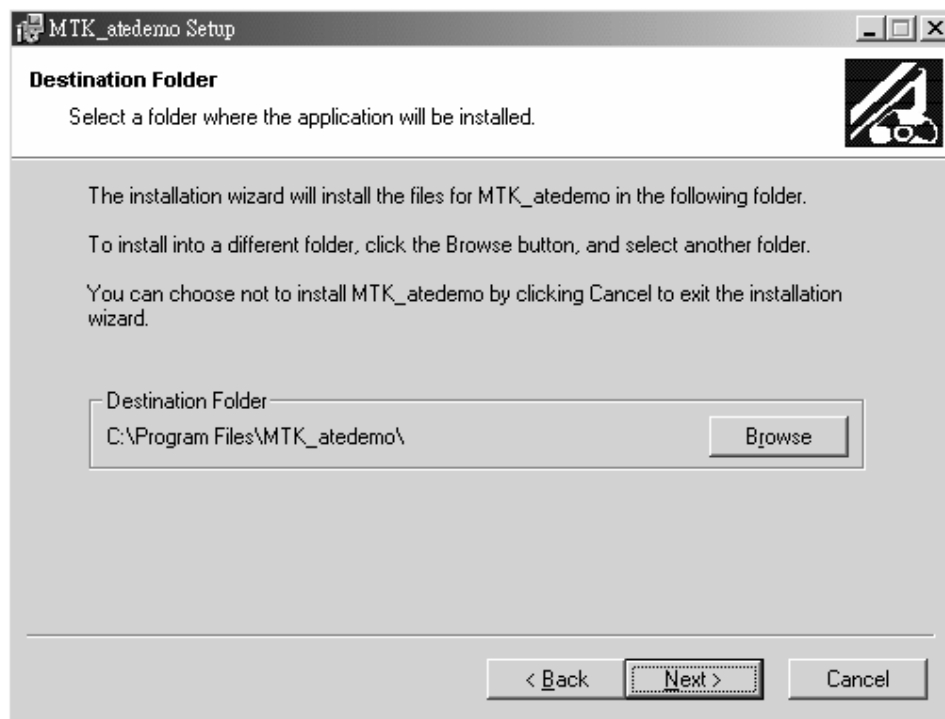 MTK_atedemo Setup
Destination Folder
Select a folder where the application will be installed.
The installation wizard will install the files for MTK_atedemo in the following folder.
To install into a different folder, click the Browse button, and select another folder.
You can choose not to install MTK_atedemo by clicking Cancel to exit the installation
wizard.
Destination Folder
C:\Program Files\MTK_atedemo\
Browse
< Back
Next >
Cancel